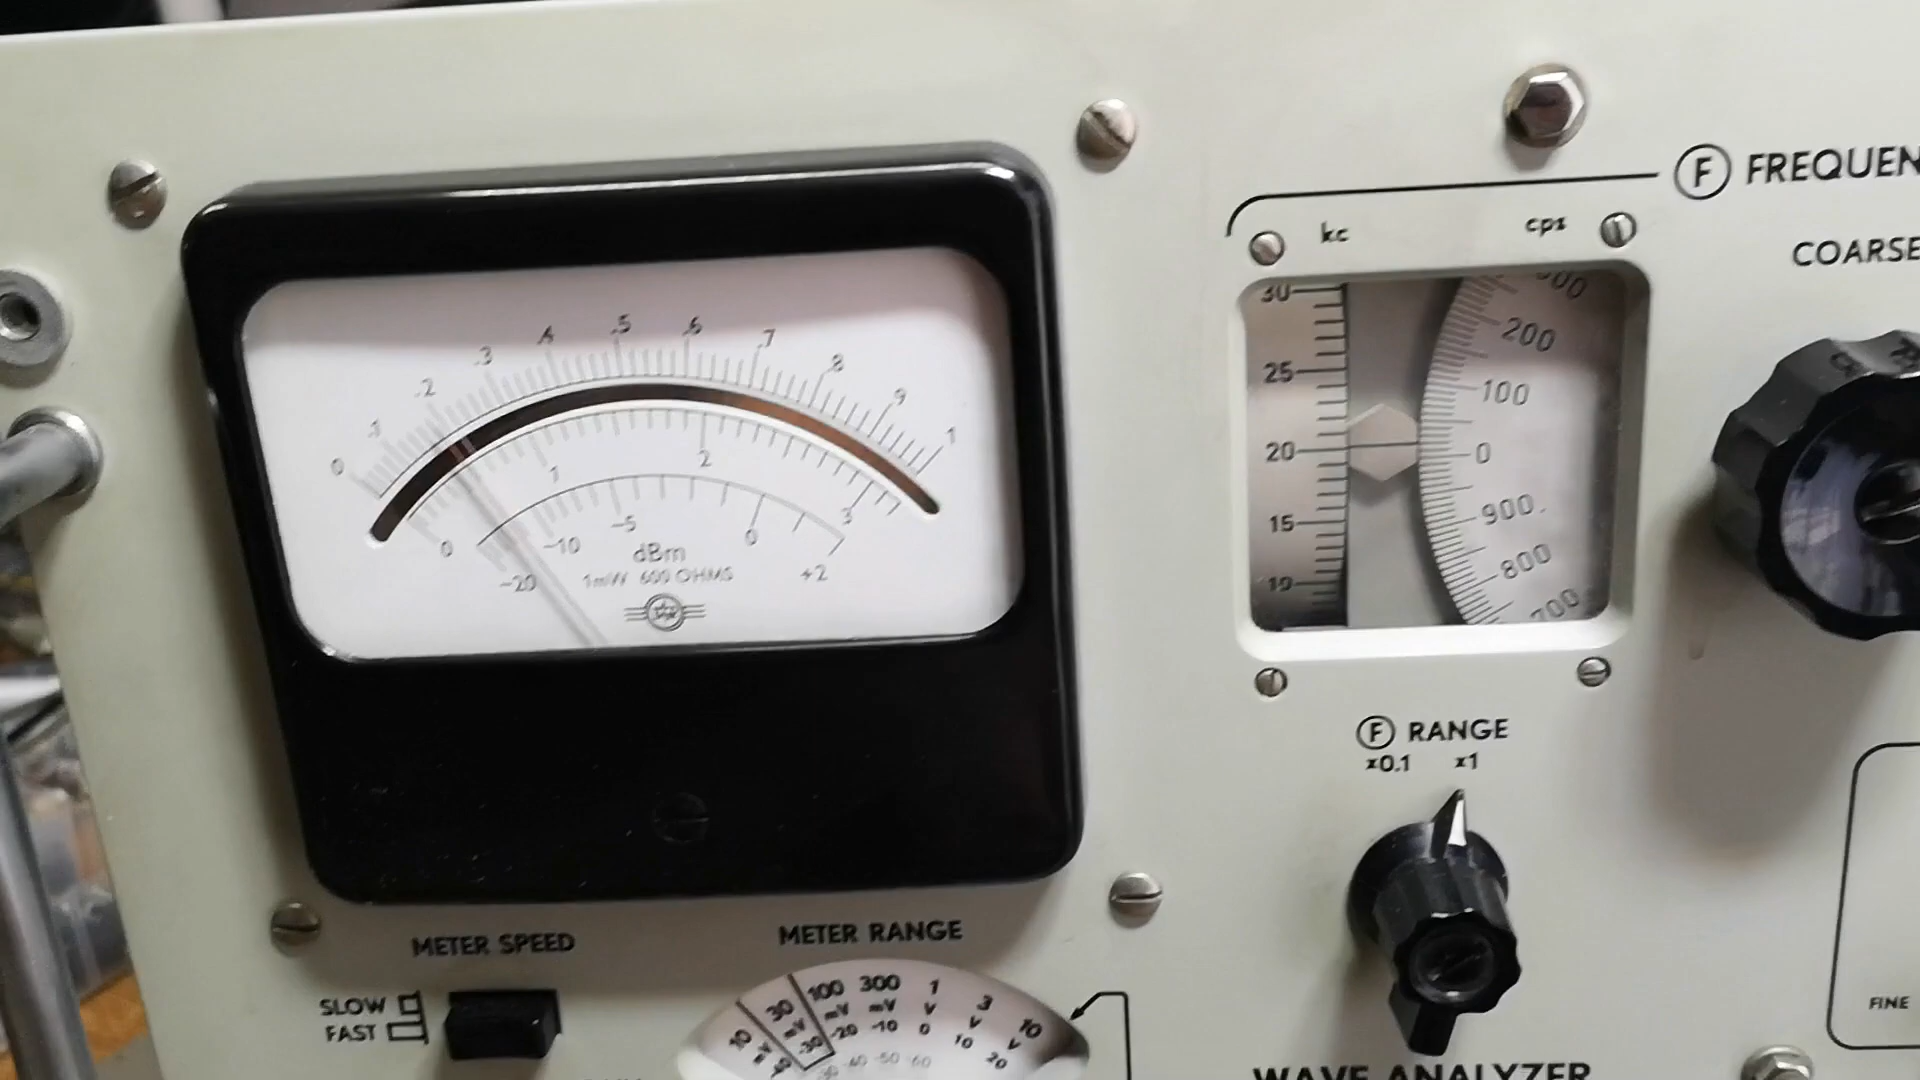 0 .1 .2 .3 .4 .5 .6 .7 .8 .9 1
0 1 2 3
-20 -10 -5 0 +2
dBm
1mW 600 OHMS
F FREQUEN
kc cps
COARSE
30
25
20
15
10
200
100
0
900
800
700
F RANGE
x0.1 x1
METER SPEED
SLOW
FAST
METER RANGE
10 mV 30 mV 100 mV 300 mV 1 V 3 V 10 V
-40 -30 -20 -10 0 10 20
-40 -50 -60
FINE
WAVE ANALYZER